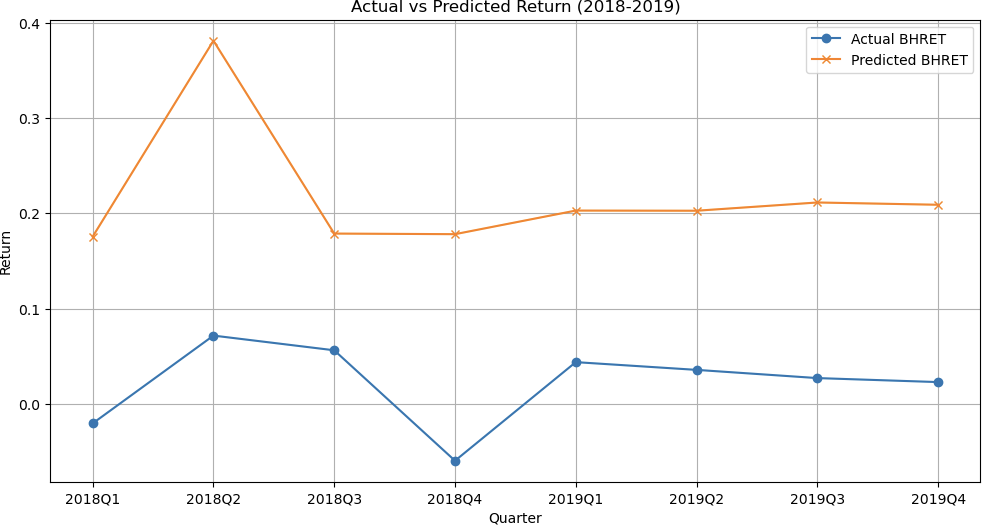 Actual vs Predicted Return (2018-2019)
Actual BHRET
Predicted BHRET
0.4
0.3
0.2
0.1
0.0
Return
2018Q1 2018Q2 2018Q3 2018Q4 2019Q1 2019Q2 2019Q3 2019Q4
Quarter